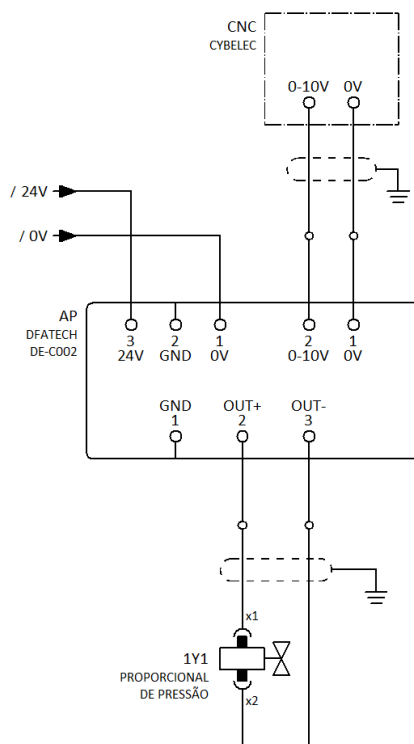 CNC
CYBELEC
0-10V 0V
/ 24V
/ 0V
AP
DFATECH
DE-C002
3 2 1 2 1
24V GND 0V 0-10V 0V
GND OUT+ OUT-
1 2 3
x1
1Y1
PROPORCIONAL
DE PRESSÃO
x2